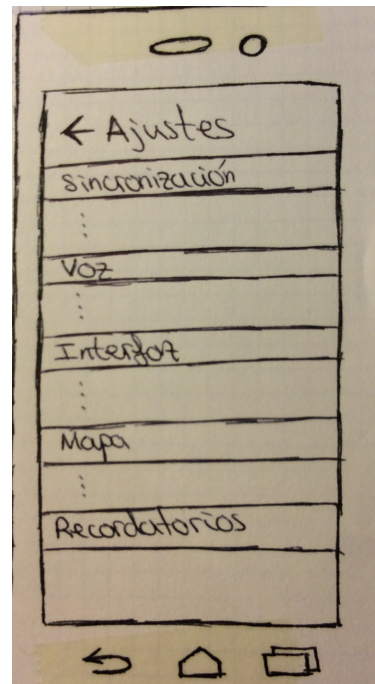 ← Ajustes
Sincronización
Voz
Interfaz
Mapa
Recordatorios